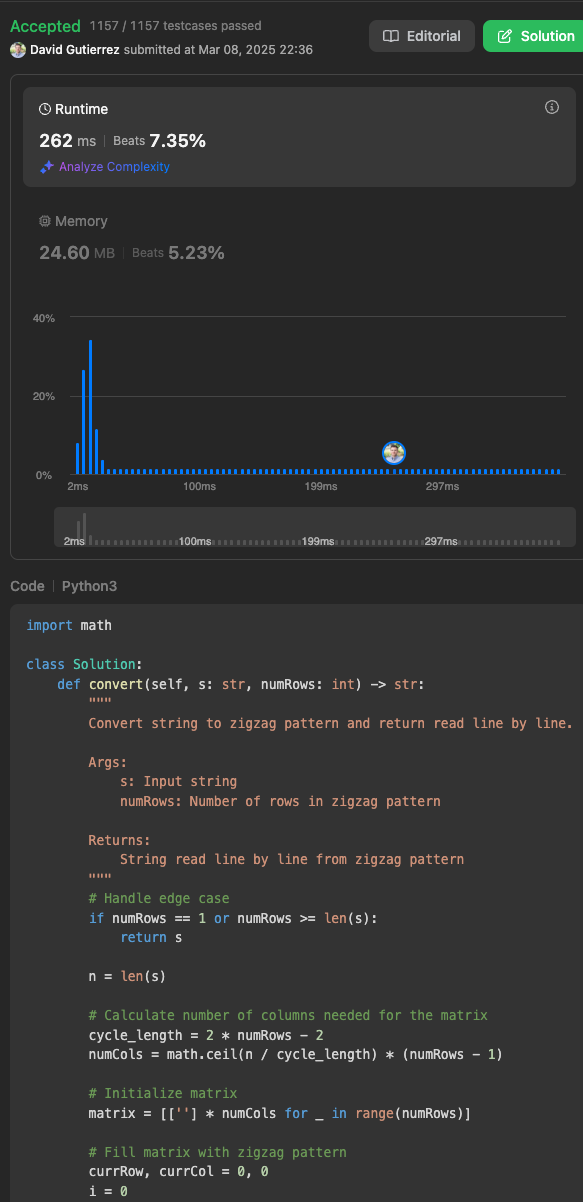 Accepted 1157 / 1157 testcases passed
David Gutierrez submitted at Mar 08, 2025 22:36
Editorial
Solution
Runtime
262 ms | Beats 7.35%
Analyze Complexity
Memory
24.60 MB | Beats 5.23%
40%
20%
0%
2ms 100ms 199ms 297ms
2ms 100ms 199ms 297ms
Code | Python3
import math
class Solution:
    def convert(self, s: str, numRows: int) -> str:
        """
        Convert string to zigzag pattern and return read line by line.
        Args:
            s: Input string
            numRows: Number of rows in zigzag pattern
        Returns:
            String read line by line from zigzag pattern
        """
        # Handle edge case
        if numRows == 1 or numRows >= len(s):
            return s
        n = len(s)
        # Calculate number of columns needed for the matrix
        cycle_length = 2 * numRows - 2
        numCols = math.ceil(n / cycle_length) * (numRows - 1)
        # Initialize matrix
        matrix = [[''] * numCols for _ in range(numRows)]
        # Fill matrix with zigzag pattern
        currRow, currCol = 0, 0
        i = 0